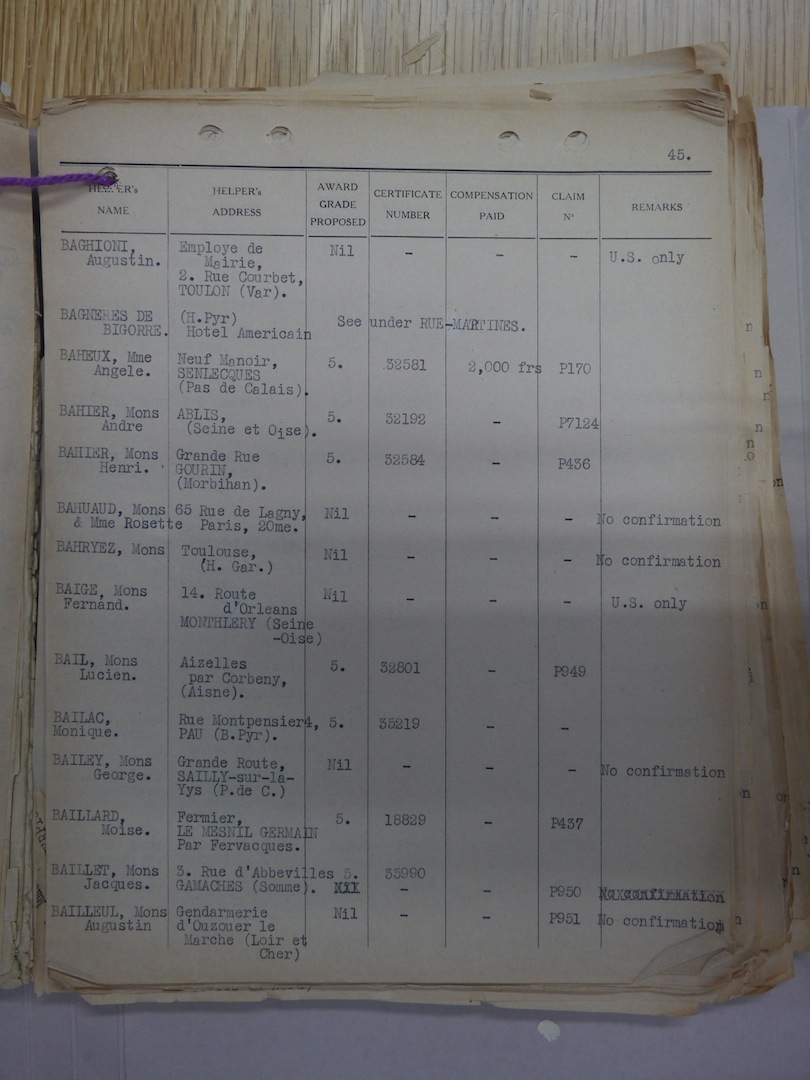 45.
HELPER's NAME HELPER's ADDRESS AWARD GRADE PROPOSED CERTIFICATE NUMBER COMPENSATION PAID CLAIM N° REMARKS
BAGHIONI, Employe de Nil - - - U.S. only
Augustin. Mairie,
2. Rue Courbet,
TOULON (Var).
BAGNERES DE (H.Pyr) See under RUE-MARTINES.
BIGORRE. Hotel Americain
BAHEUX, Mme Neuf Manoir, 5. 32581 2,000 frs P170
Angele. SENLECQUES
(Pas de Calais).
BAHIER, Mons ABLIS, 5. 32192 - P7124
Andre (Seine et Oise).
BAHIER, Mons Grande Rue 5. 32584 - P436
Henri. GOURIN,
(Morbihan).
BAHUAUD, Mons 65 Rue de Lagny, Nil - - - No confirmation
& Mme Rosette Paris, 20me.
BAHRYEZ, Mons Toulouse, Nil - - - No confirmation
(H. Gar.)
BAIGE, Mons 14. Route Nil - - - U.S. only
Fernand. d'Orleans
MONTHLERY (Seine
-Oise)
BAIL, Mons Aizelles 5. 32801 - P949
Lucien. par Corbeny,
(Aisne).
BAILAC, Rue Montpensier4, 5. 35219 - -
Monique. PAU (B.Pyr).
BAILEY, Mons Grande Route, Nil - - - No confirmation
George. SAILLY-sur-la-
Yys (P.de C.)
BAILLARD, Fermier, 5. 18829 - P437
Moise. LE MESNIL GERMAIN
Par Fervacques.
BAILLET, Mons 3. Rue d'Abbevilles 5. 35990
Jacques. GAMACHES (Somme). Nil - - P950 No confirmation
BAILLEUL, Mons Gendarmerie Nil - - P951 No confirmation
Augustin d'Ouzouer le
Marche (Loir et
Cher)